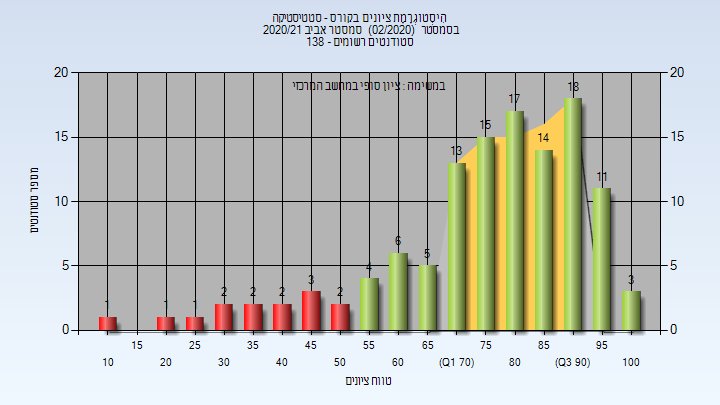 היסטוגרמת ציונים בקורס - סטטיסטיקה
בסמסטר (02/2020) סמסטר אביב 2020/21
סטודנטים רשומים - 138
במשימה : ציון סופי במחשב המרכזי
20 20
15 15
10 10
5 5
0 0
מספר סטודנטים
1 1 1 2 2 2 3 2 4 6 5 13 15 17 14 18 11 3
15 25 35 45 55 65 75 85 95
10 20 30 40 50 60 (Q1 70) 80 (Q3 90) 100
טווח ציונים